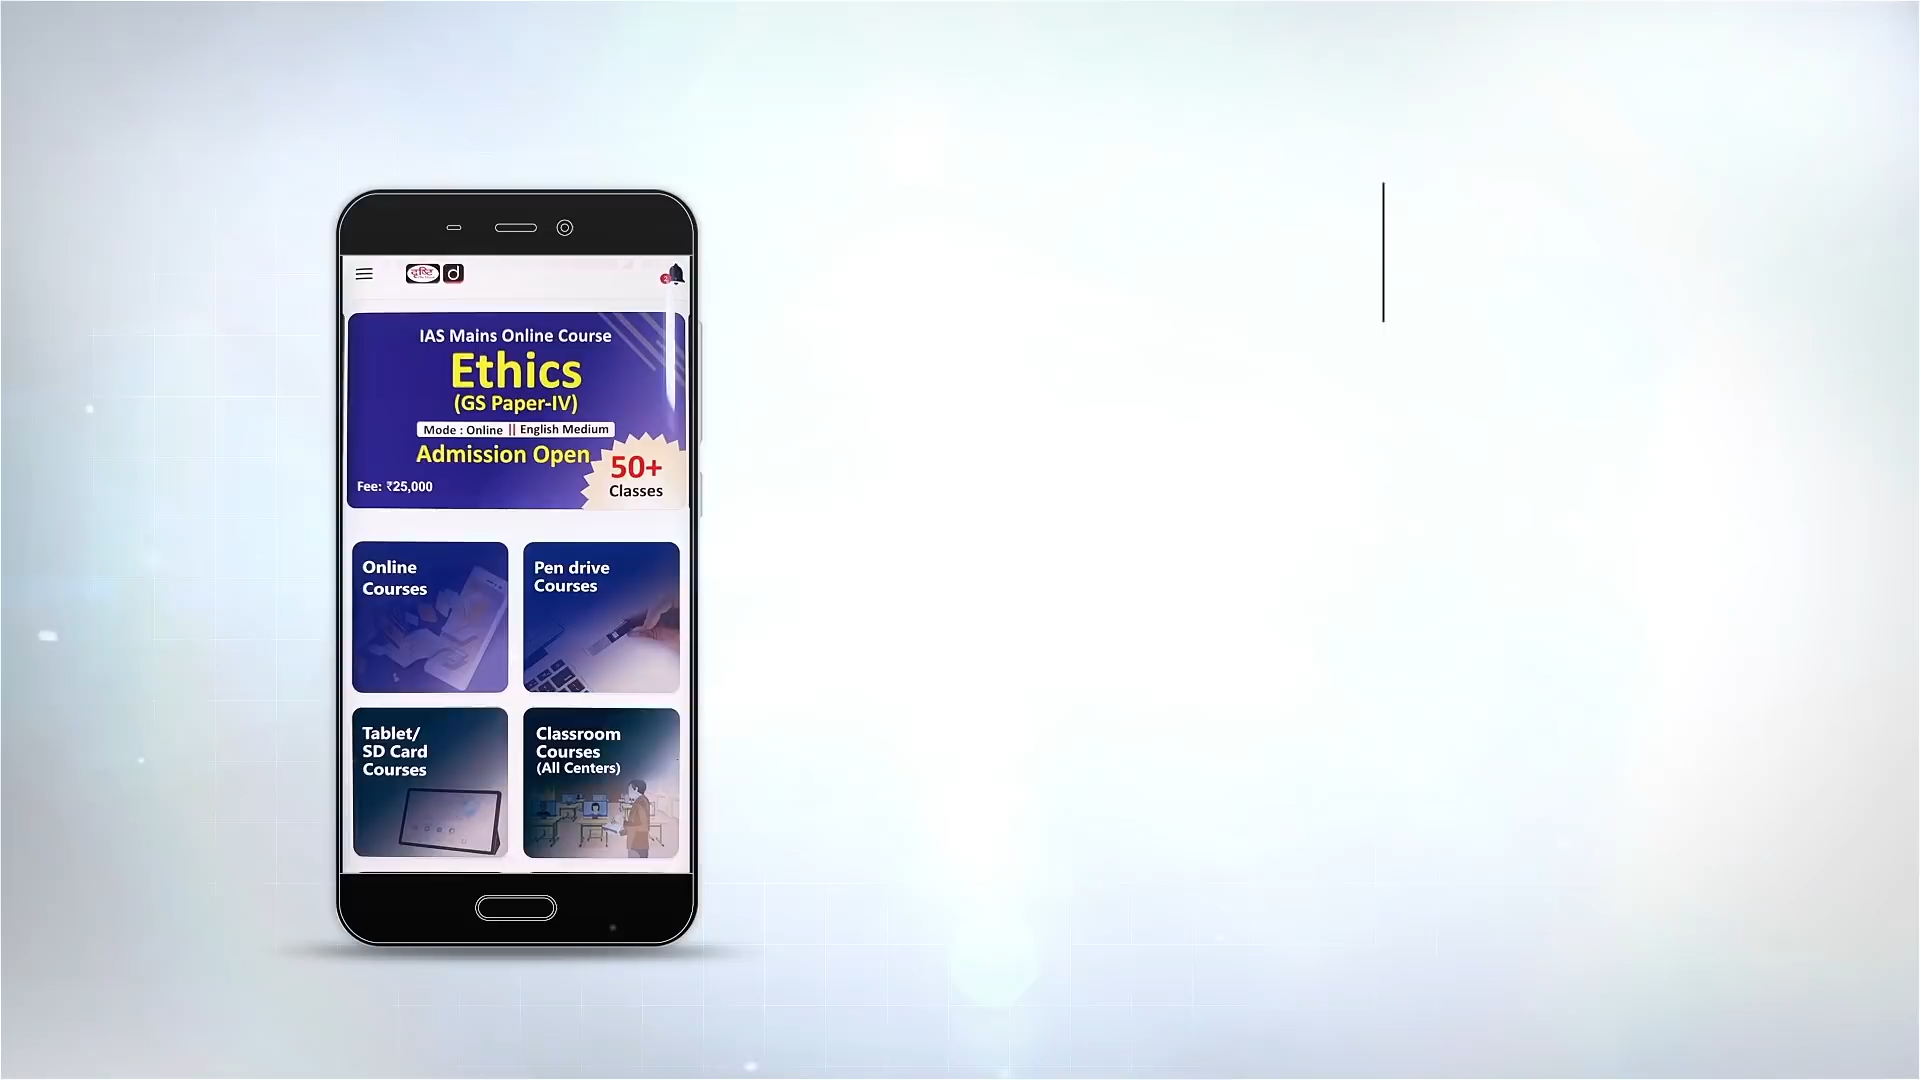 दृष्टि
d
2
IAS Mains Online Course
Ethics
(GS Paper-IV)
Mode : Online || English Medium
Admission Open
50+
Classes
Fee: ₹25,000
Online
Courses
Pen drive
Courses
Tablet/
SD Card
Courses
Classroom
Courses
(All Centers)